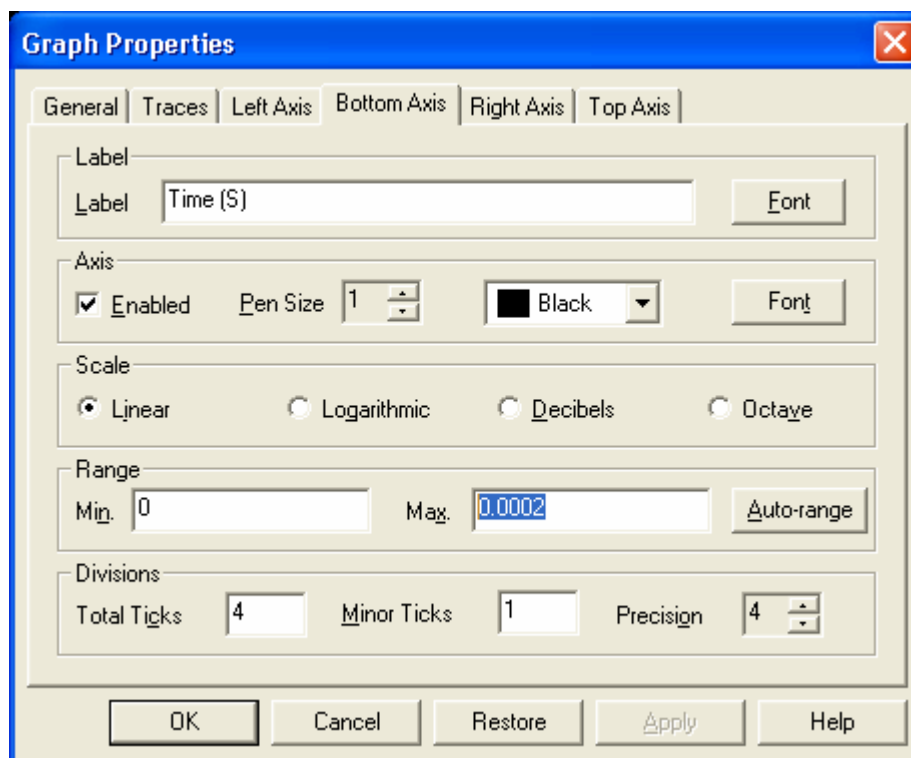 Graph Properties
General Traces Left Axis Bottom Axis Right Axis Top Axis
Label
Label Time (S) Font
Axis
Enabled Pen Size 1 Black Font
Scale
Linear Logarithmic Decibels Octave
Range
Min. 0 Max. 0.0002 Auto-range
Divisions
Total Ticks 4 Minor Ticks 1 Precision 4
OK Cancel Restore Apply Help